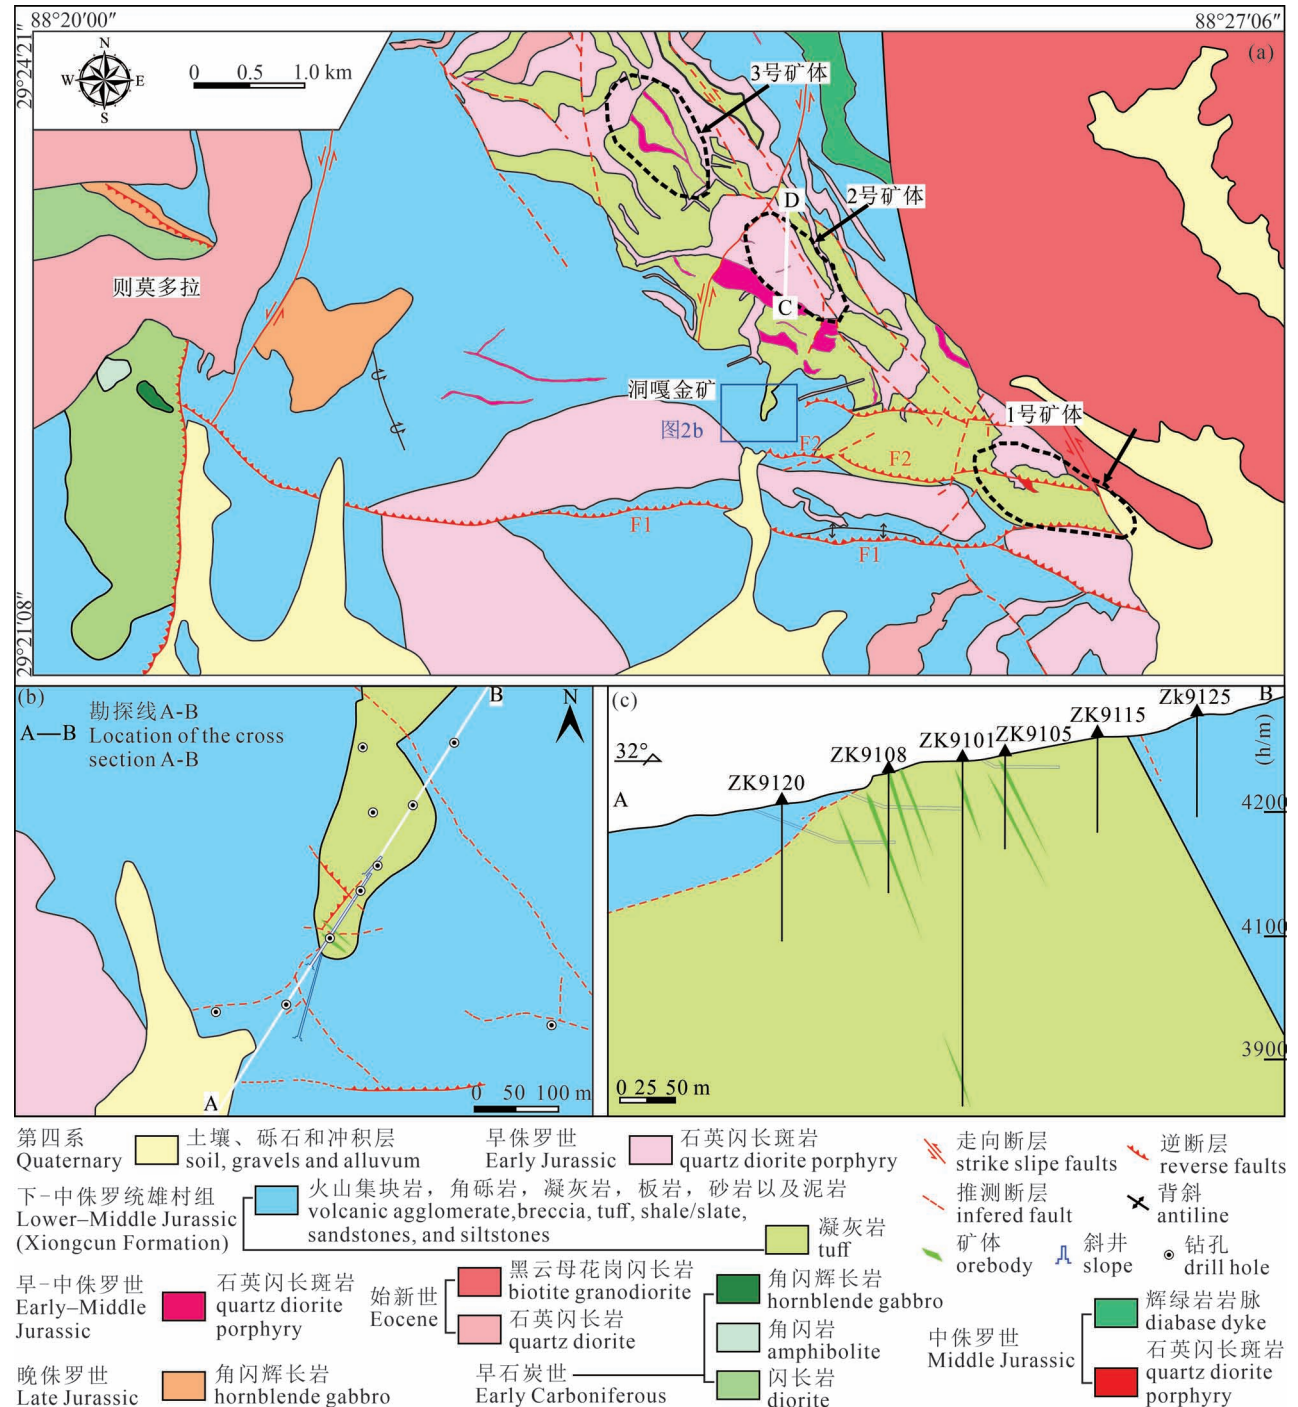 88°20′00″
88°27′06″
29°24′21″
29°21′08″
(a)
N
W E
S
0 0.5 1.0 km
3号矿体
2号矿体
D
C
则莫多拉
洞嘎金矿
图2b
1号矿体
F2
F2
F1
F1
(b)
勘探线A-B
A—B Location of the cross
section A-B
B
N
A
0 50 100 m
(c)
Zk9125
B
ZK9115
ZK9105
ZK9101
ZK9108
ZK9120
32°
A
(h/m)
4200
4100
3900
0 25 50 m
第四系
Quaternary
土壤、砾石和冲积层
soil, gravels and alluvum
早侏罗世
Early Jurassic
石英闪长斑岩
quartz diorite porphyry
走向断层
strike slipe faults
逆断层
reverse faults
下-中侏罗统雄村组
Lower–Middle Jurassic
(Xiongcun Formation)
火山集块岩，角砾岩，凝灰岩，板岩，砂岩以及泥岩
volcanic agglomerate,breccia, tuff, shale/slate,
sandstones, and siltstones
凝灰岩
tuff
推测断层
infered fault
背斜
antiline
矿体
orebody
斜井
slope
钻孔
drill hole
早-中侏罗世
Early–Middle
Jurassic
石英闪长斑岩
quartz diorite
porphyry
始新世
Eocene
黑云母花岗闪长岩
biotite granodiorite
石英闪长岩
quartz diorite
角闪辉长岩
hornblende gabbro
角闪岩
amphibolite
闪长岩
diorite
早石炭世
Early Carboniferous
晚侏罗世
Late Jurassic
角闪辉长岩
hornblende gabbro
中侏罗世
Middle Jurassic
辉绿岩岩脉
diabase dyke
石英闪长斑岩
quartz diorite
porphyry